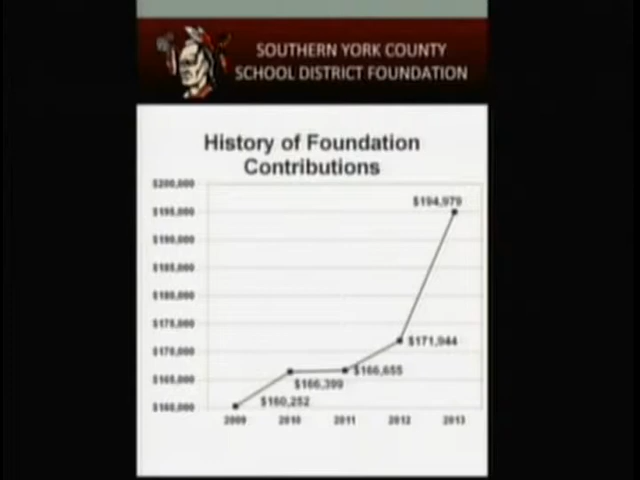 SOUTHERN YORK COUNTY
SCHOOL DISTRICT FOUNDATION
History of Foundation
Contributions
$200,000
$195,000
$194,979
$190,000
$185,000
$180,000
$175,000
$171,944
$170,000
$166,655
$165,000
$166,399
$160,000
$160,252
2009 2010 2011 2012 2013